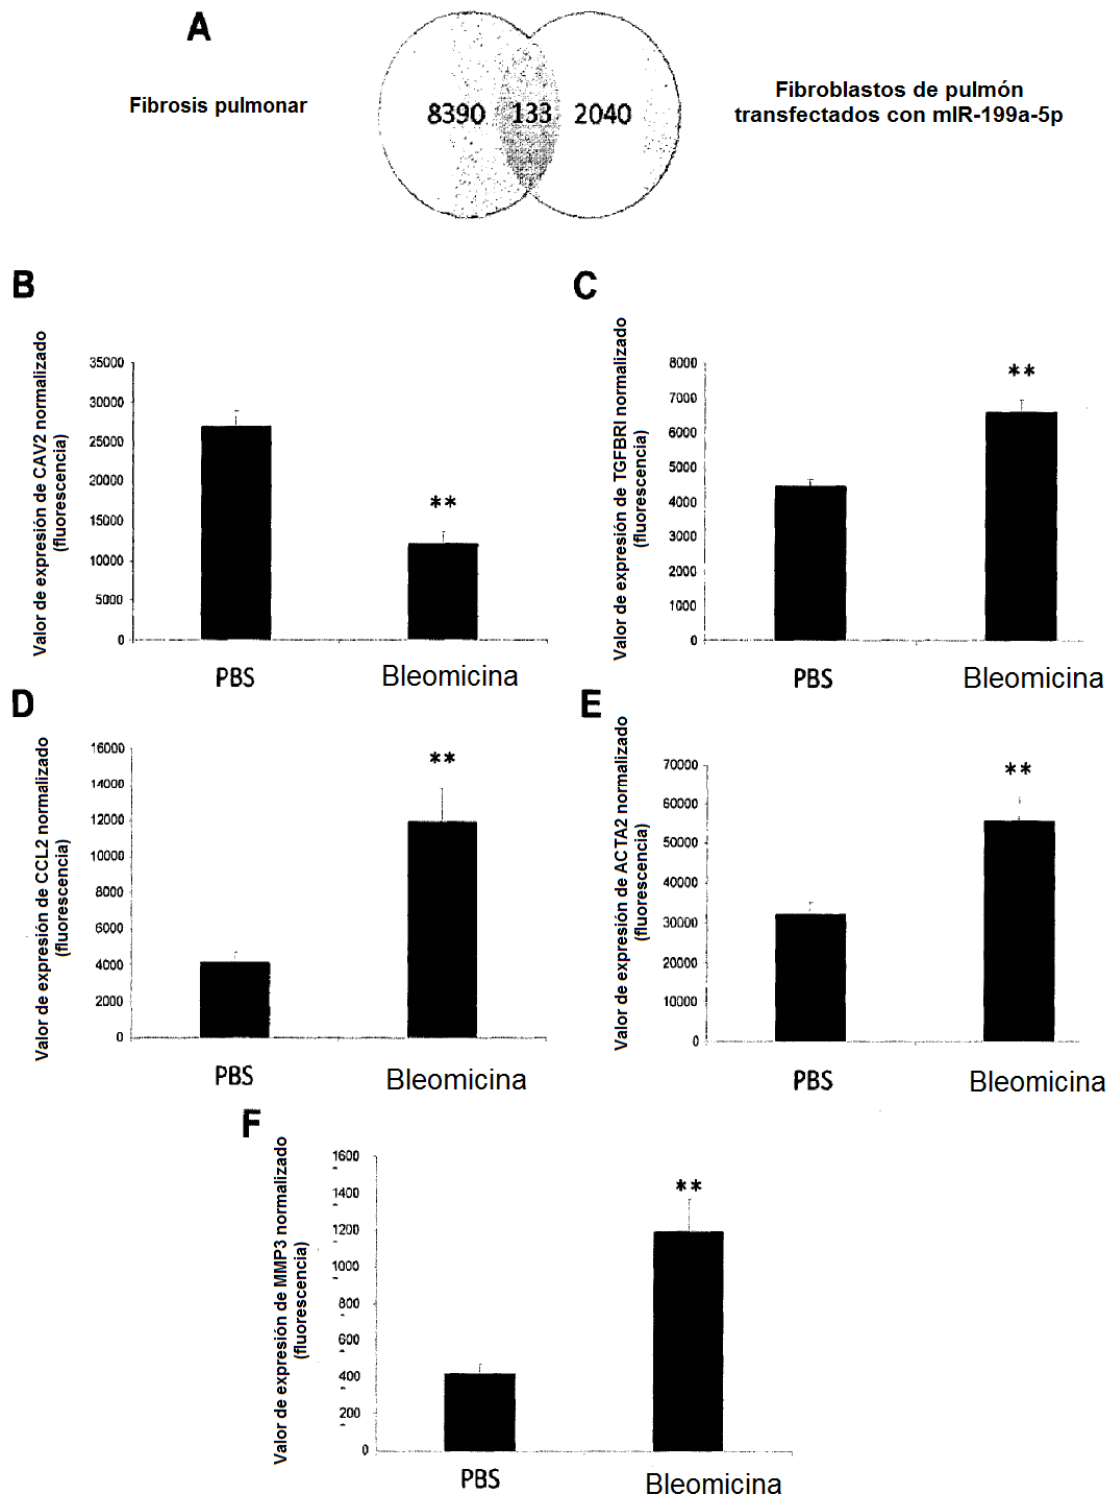 A
Fibrosis pulmonar
8390 133 2040
Fibroblastos de pulmón
transfectados con mIR-199a-5p
B
Valor de expresión de CAV2 normalizado
(fluorescencia)
35000
30000
25000
20000
15000
10000
5000
0
**
PBS
Bleomicina
C
Valor de expresión de TGFBRI normalizado
(fluorescencia)
8000
7000
6000
5000
4000
3000
2000
1000
0
**
PBS
Bleomicina
D
Valor de expresión de CCL2 normalizado
(fluorescencia)
16000
14000
12000
10000
8000
6000
4000
2000
0
**
PBS
Bleomicina
E
Valor de expresión de ACTA2 normalizado
(fluorescencia)
70000
60000
50000
40000
30000
20000
10000
0
**
PBS
Bleomicina
F
Valor de expresión de MMP3 normalizado
(fluorescencia)
1600
1400
1200
1000
800
600
400
200
0
**
PBS
Bleomicina